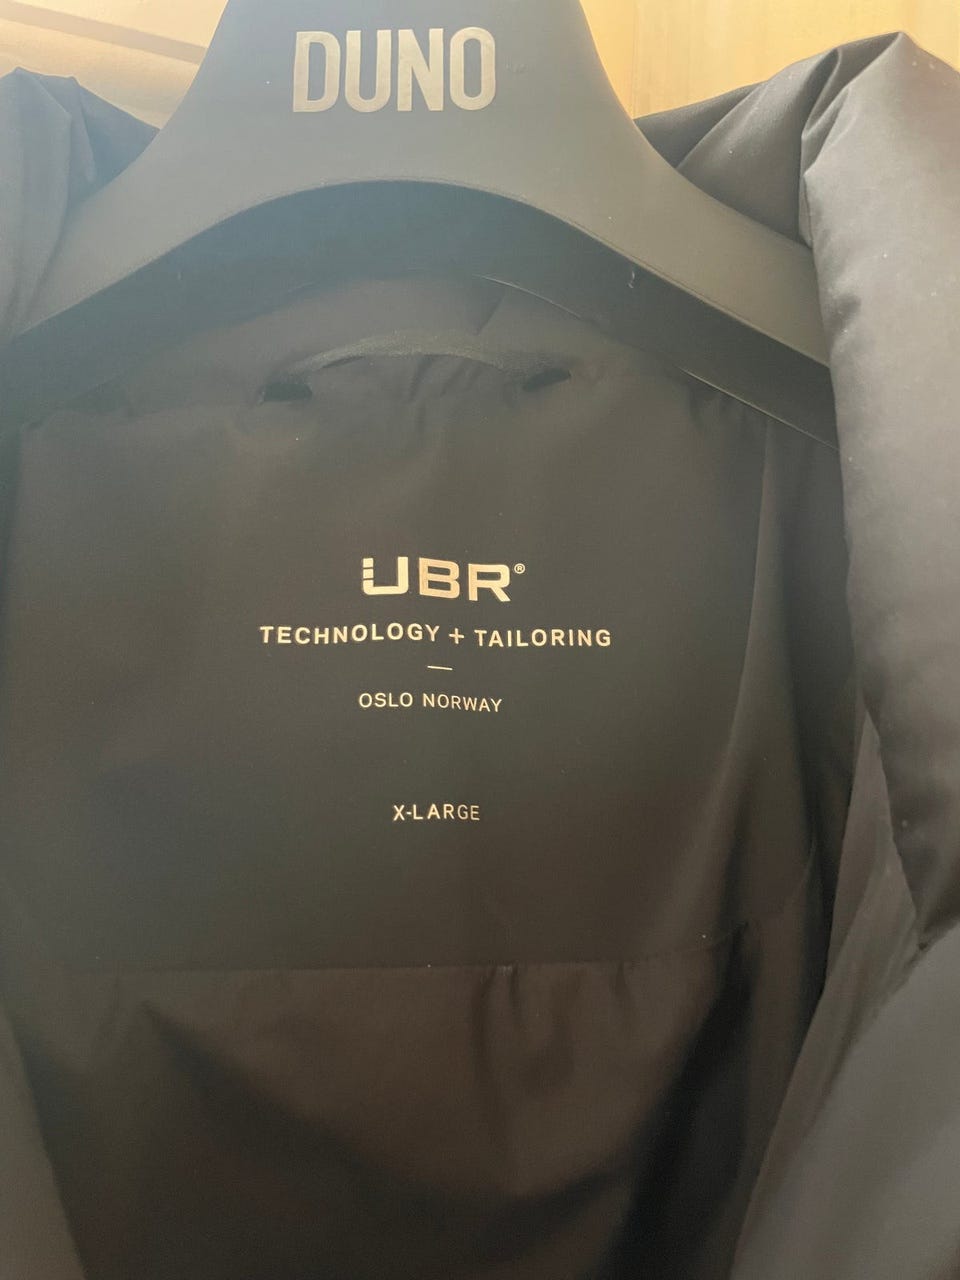 DUNO
UBR®
TECHNOLOGY + TAILORING
—
OSLO NORWAY
X-LARGE